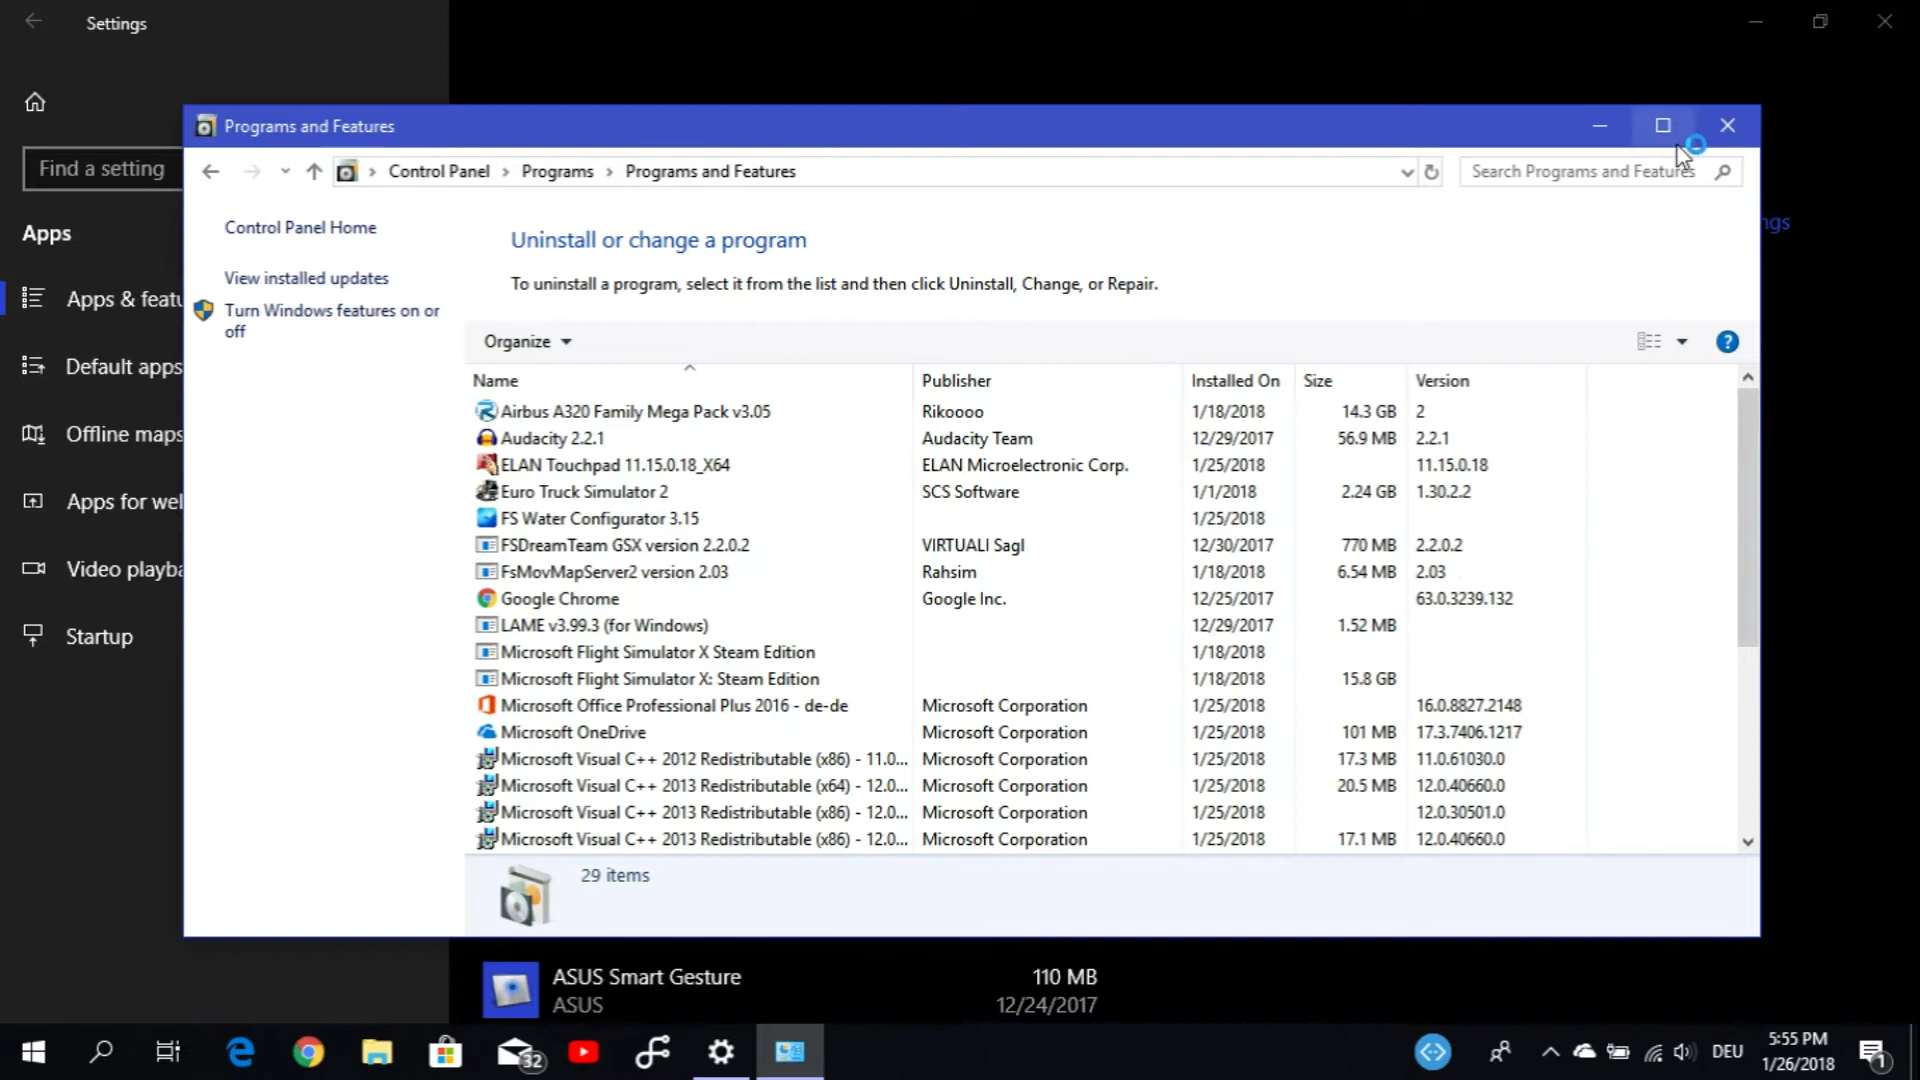 Settings
Find a setting
Apps
Apps & featu
Default apps
Offline maps
Apps for wel
Video playba
Startup
Programs and Features
Control Panel > Programs > Programs and Features
Search Programs and Features
ngs
Control Panel Home
View installed updates
Turn Windows features on or
off
Uninstall or change a program
To uninstall a program, select it from the list and then click Uninstall, Change, or Repair.
Organize
Name Publisher Installed On Size Version
Airbus A320 Family Mega Pack v3.05 Rikoooo 1/18/2018 14.3 GB 2
Audacity 2.2.1 Audacity Team 12/29/2017 56.9 MB 2.2.1
ELAN Touchpad 11.15.0.18_X64 ELAN Microelectronic Corp. 1/25/2018 11.15.0.18
Euro Truck Simulator 2 SCS Software 1/1/2018 2.24 GB 1.30.2.2
FS Water Configurator 3.15 1/25/2018
FSDreamTeam GSX version 2.2.0.2 VIRTUALI Sagl 12/30/2017 770 MB 2.2.0.2
FsMovMapServer2 version 2.03 Rahsim 1/18/2018 6.54 MB 2.03
Google Chrome Google Inc. 12/25/2017 63.0.3239.132
LAME v3.99.3 (for Windows) 12/29/2017 1.52 MB
Microsoft Flight Simulator X Steam Edition 1/18/2018
Microsoft Flight Simulator X: Steam Edition 1/18/2018 15.8 GB
Microsoft Office Professional Plus 2016 - de-de Microsoft Corporation 1/25/2018 16.0.8827.2148
Microsoft OneDrive Microsoft Corporation 1/25/2018 101 MB 17.3.7406.1217
Microsoft Visual C++ 2012 Redistributable (x86) - 11.0... Microsoft Corporation 1/25/2018 17.3 MB 11.0.61030.0
Microsoft Visual C++ 2013 Redistributable (x64) - 12.0... Microsoft Corporation 1/25/2018 20.5 MB 12.0.40660.0
Microsoft Visual C++ 2013 Redistributable (x86) - 12.0... Microsoft Corporation 1/25/2018 12.0.30501.0
Microsoft Visual C++ 2013 Redistributable (x86) - 12.0... Microsoft Corporation 1/25/2018 17.1 MB 12.0.40660.0
29 items
ASUS Smart Gesture 110 MB
ASUS 12/24/2017
32
DEU
5:55 PM
1/26/2018
1